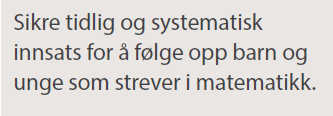 Sikre tidlig og systematisk
innsats for å følge opp barn og
unge som strever i matematikk.